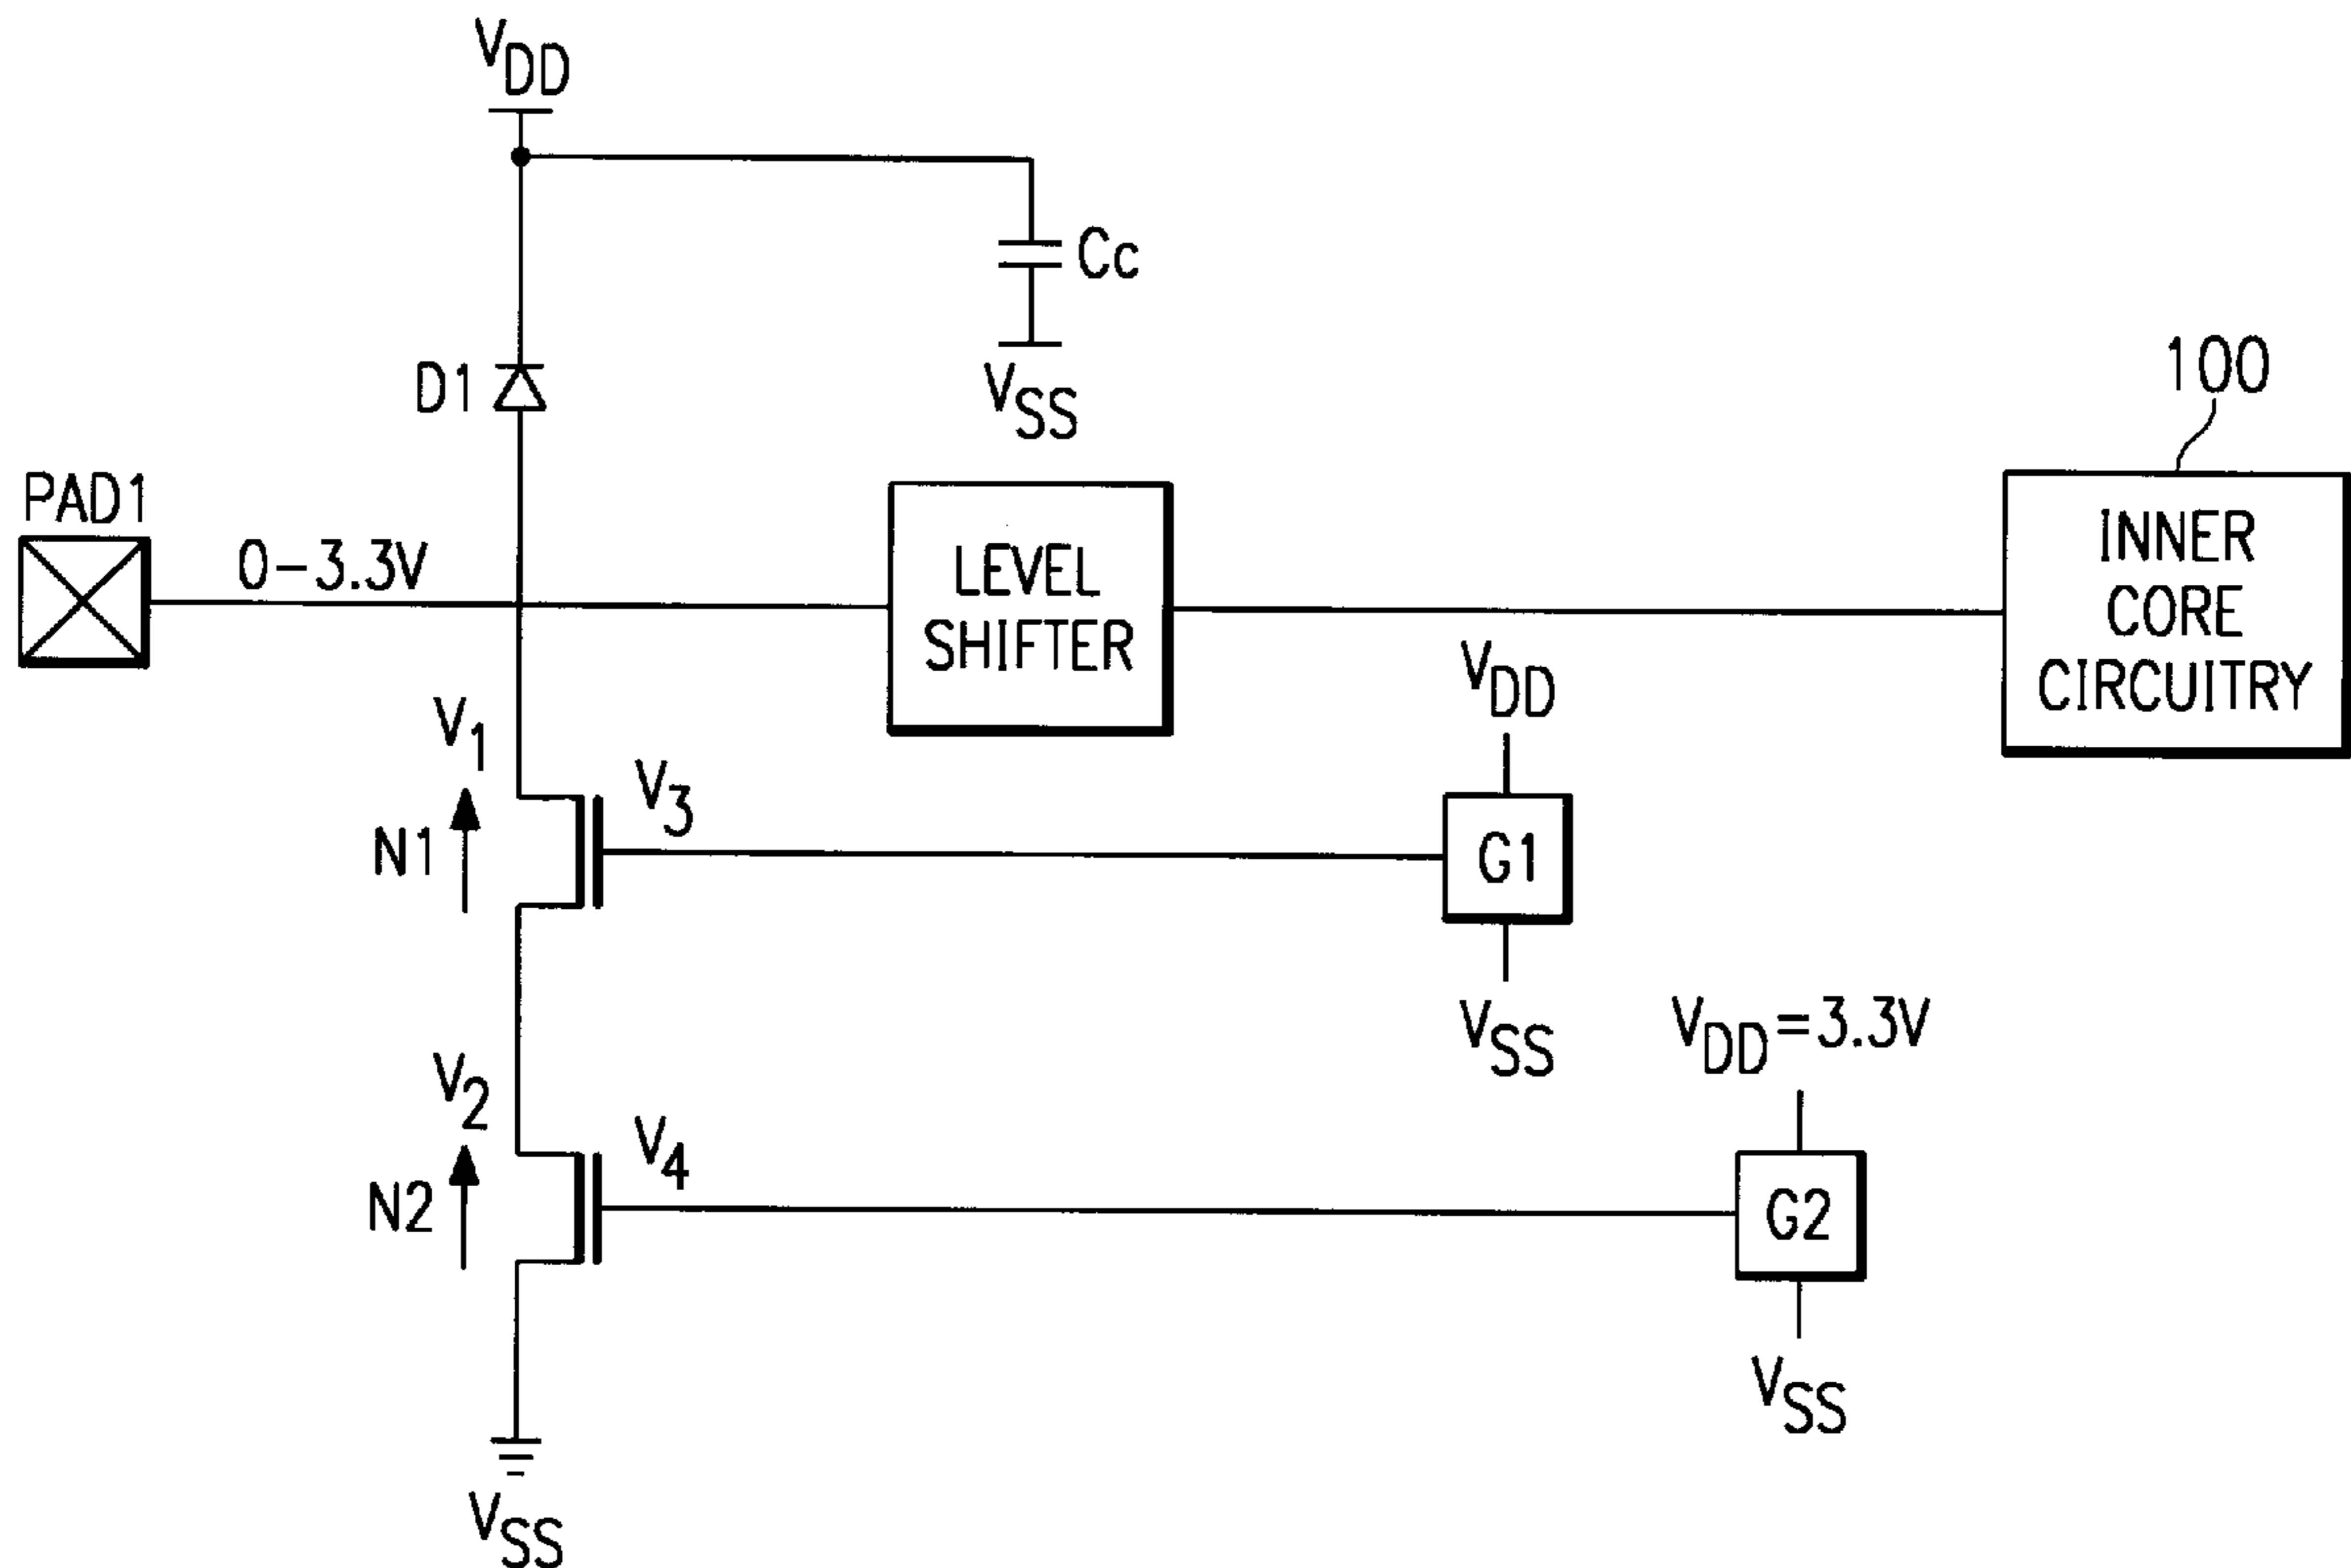 VDD
Cc
D1
VSS
100
PAD1
0-3.3V
LEVEL
SHIFTER
INNER
CORE
CIRCUITRY
VDD
V1
V3
N1
G1
VSS
VDD=3.3V
V2
V4
N2
G2
VSS
VSS